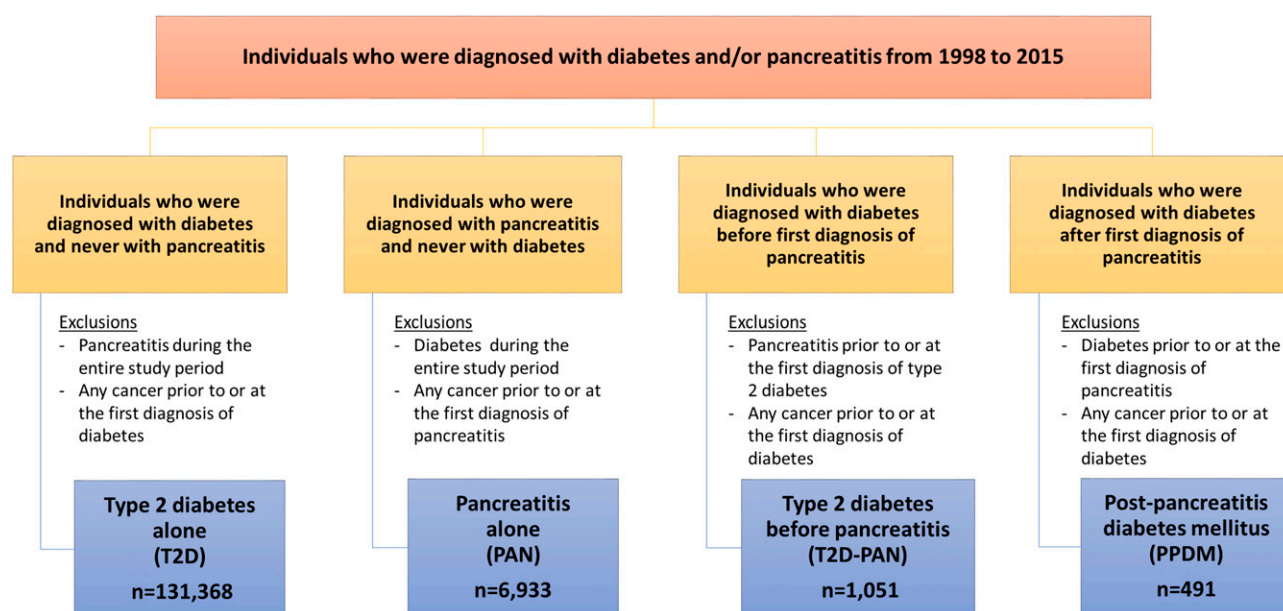 Individuals who were diagnosed with diabetes and/or pancreatitis from 1998 to 2015
Individuals who were
diagnosed with diabetes
and never with pancreatitis
Exclusions
- Pancreatitis during the
entire study period
- Any cancer prior to or at
the first diagnosis of
diabetes
Type 2 diabetes
alone
(T2D)
n=131,368
Individuals who were
diagnosed with pancreatitis
and never with diabetes
Exclusions
- Diabetes during the
entire study period
- Any cancer prior to or at
the first diagnosis of
pancreatitis
Pancreatitis
alone
(PAN)
n=6,933
Individuals who were
diagnosed with diabetes
before first diagnosis of
pancreatitis
Exclusions
- Pancreatitis prior to or at
the first diagnosis of type
2 diabetes
- Any cancer prior to or at
the first diagnosis of
diabetes
Type 2 diabetes
before pancreatitis
(T2D-PAN)
n=1,051
Individuals who were
diagnosed with diabetes
after first diagnosis of
pancreatitis
Exclusions
- Diabetes prior to or at the
first diagnosis of
pancreatitis
- Any cancer prior to or at
the first diagnosis of
diabetes
Post-pancreatitis
diabetes mellitus
(PPDM)
n=491